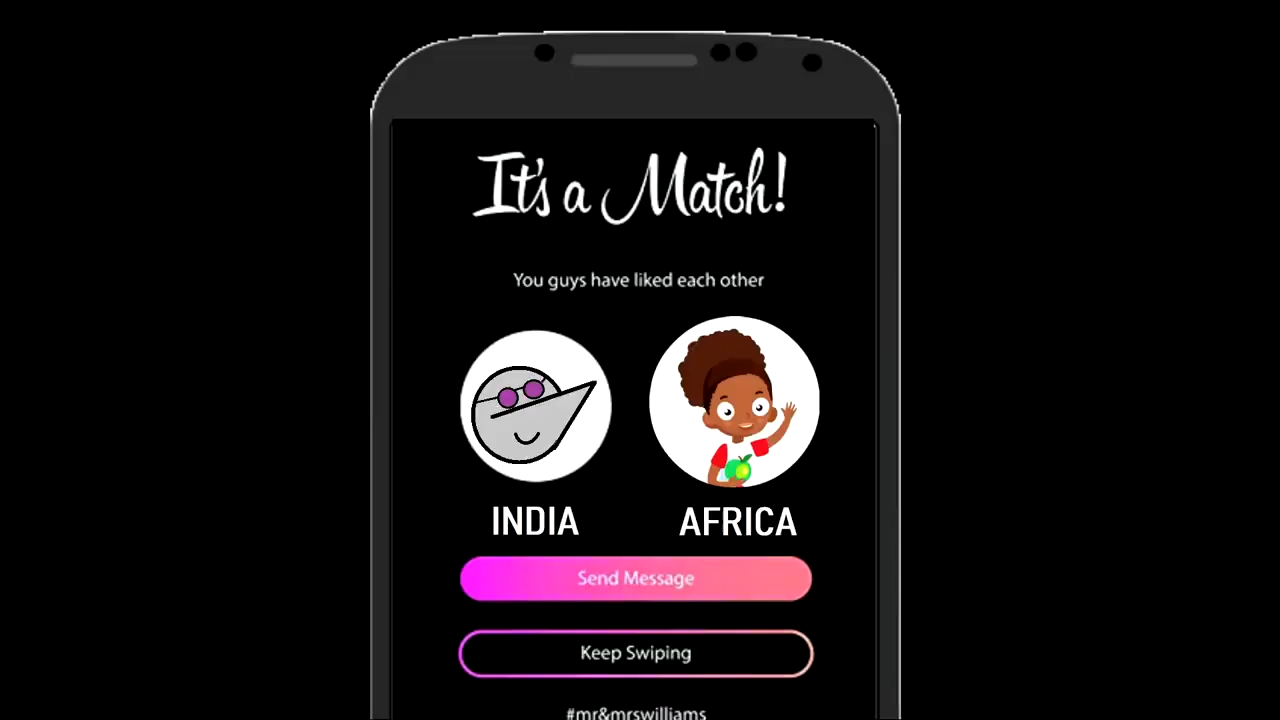 It's a Match!
You guys have liked each other
INDIA AFRICA
Send Message
Keep Swiping
#mr&mrswilliams